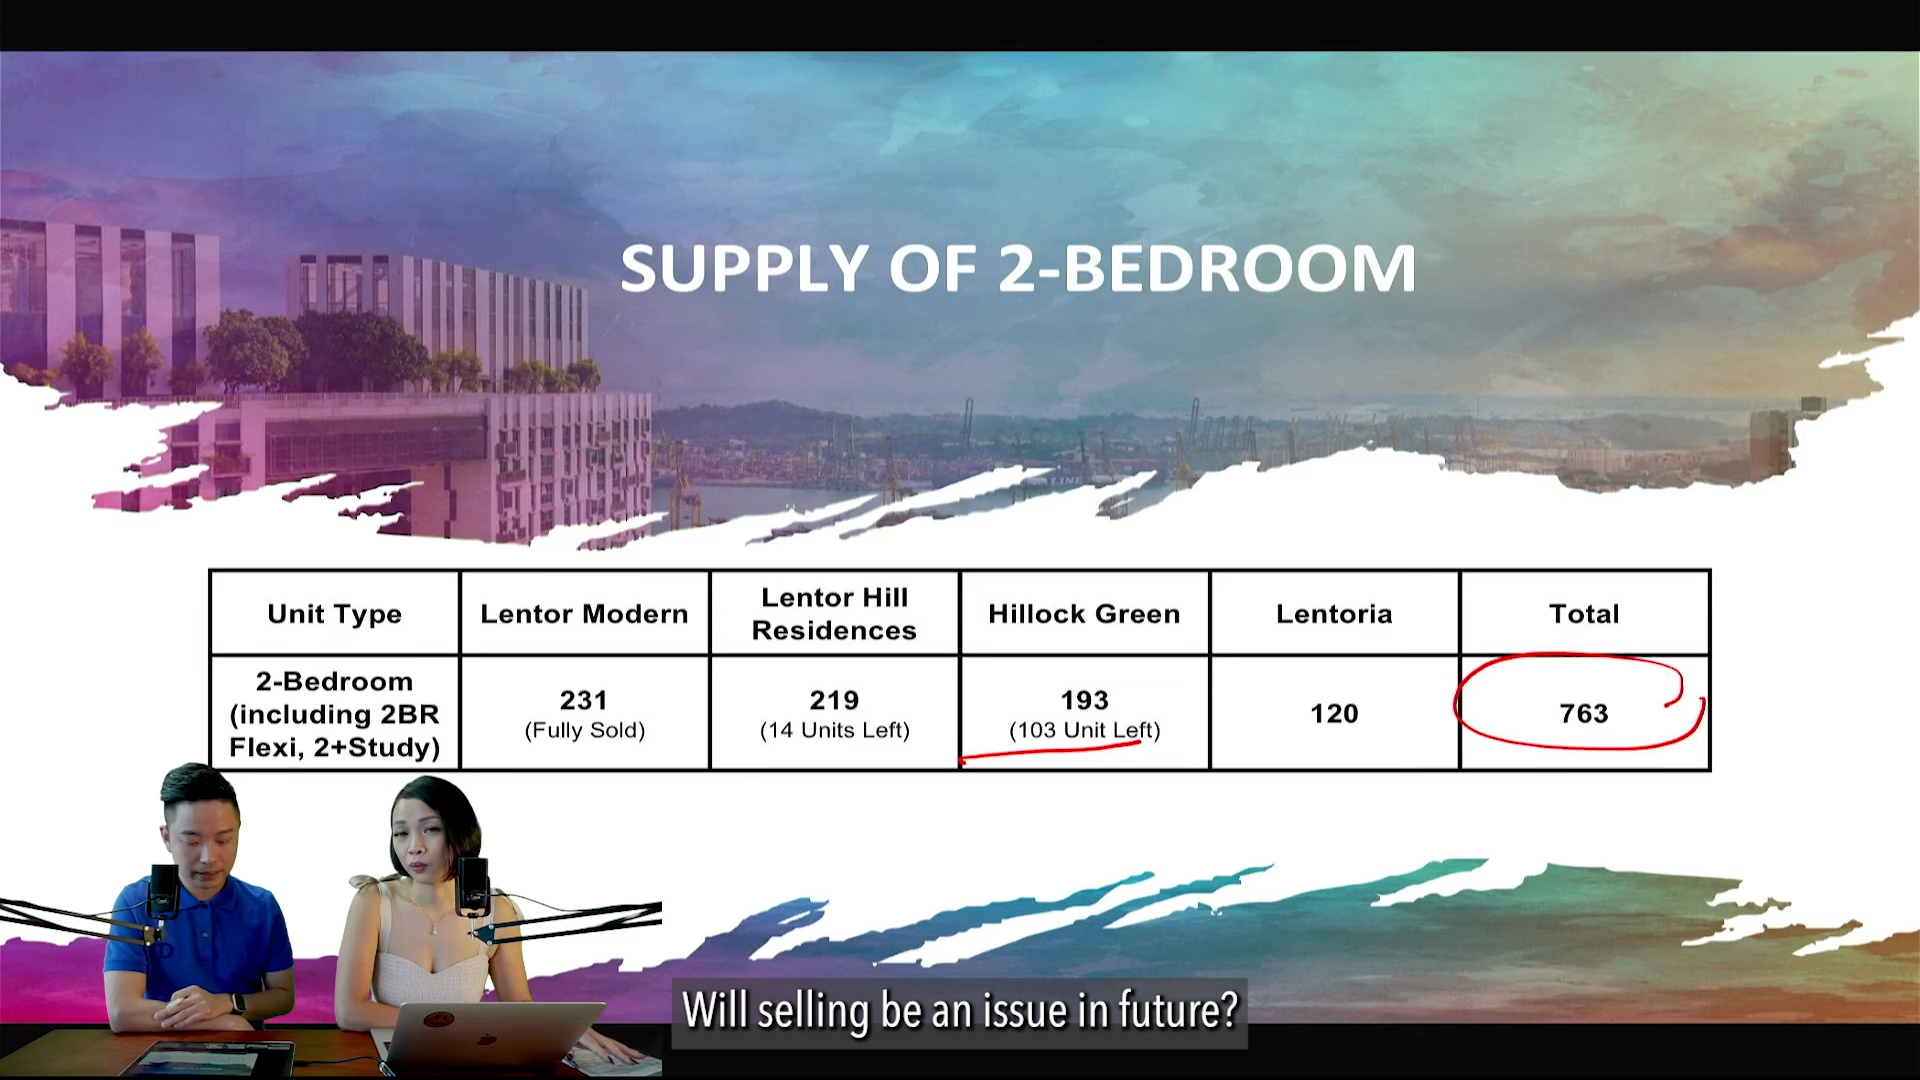 SUPPLY OF 2-BEDROOM
Unit Type
Lentor Modern
Lentor Hill
Residences
Hillock Green
Lentoria
Total
2-Bedroom
(including 2BR
Flexi, 2+Study)
231
(Fully Sold)
219
(14 Units Left)
193
(103 Unit Left)
120
763
Will selling be an issue in future?